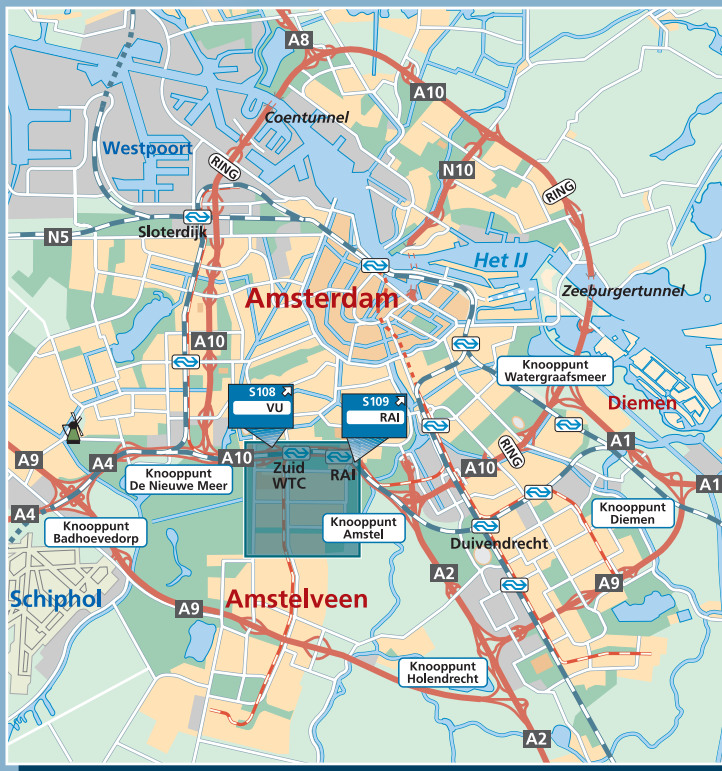 A8
A10
Coentunnel
Westpoort
RING
N10
RING
N5
Sloterdijk
Het IJ
Amsterdam
Zeeburgertunnel
A10
Knooppunt
Watergraafsmeer
S108
VU
S109
RAI
Diemen
A9
A4
A10
Zuid
WTC
RAI
RING
A10
A1
A1
Knooppunt
De Nieuwe Meer
A4
Knooppunt
Badhoevedorp
Knooppunt
Amstel
Knooppunt
Diemen
Duivendrecht
A2
A9
Schiphol
A9
Amstelveen
Knooppunt
Holendrecht
A2